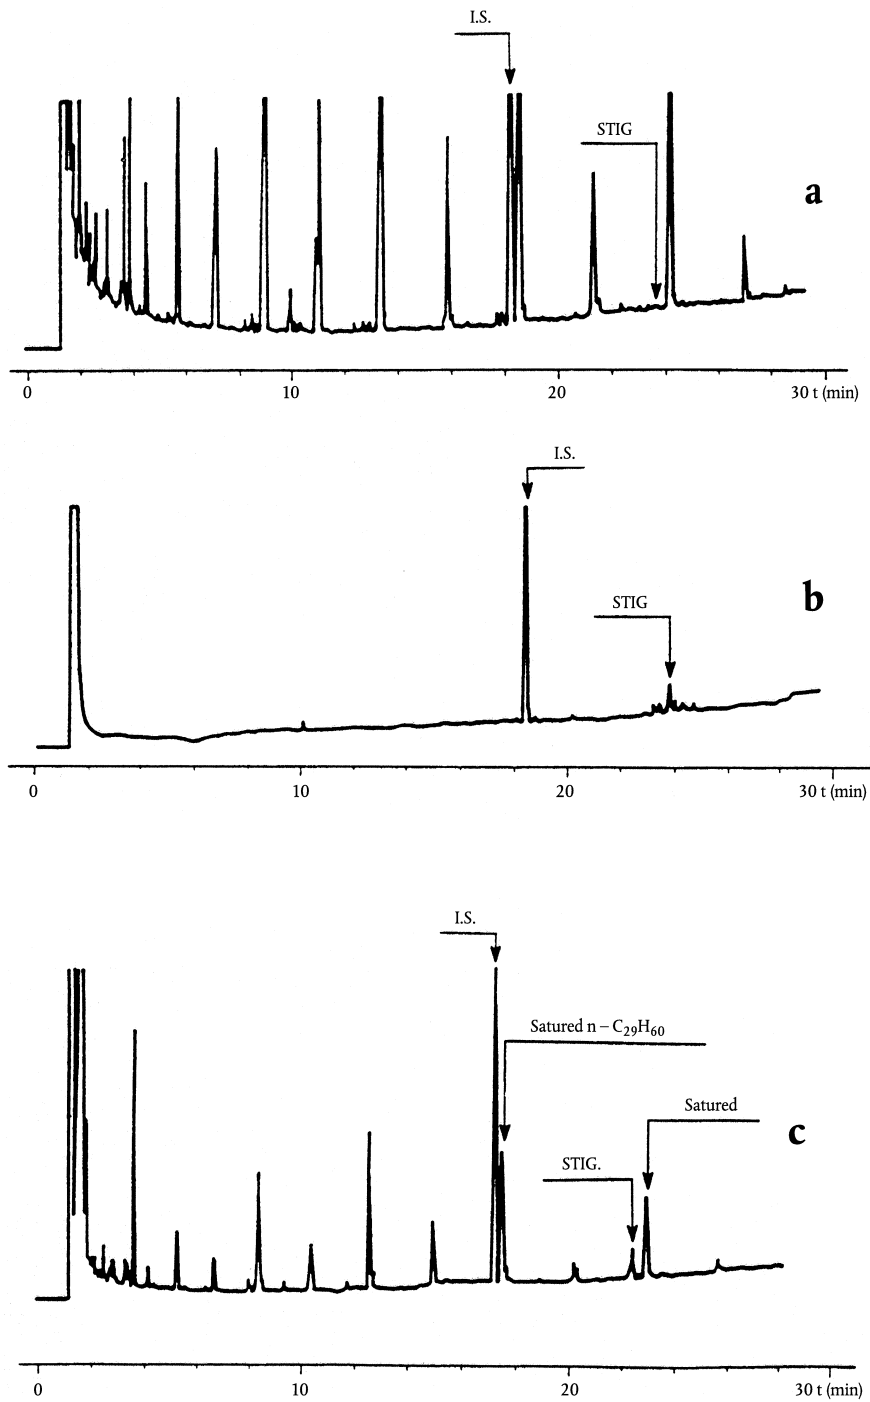 I.S.
STIG
a
0 10 20 30 t (min)
I.S.
STIG
b
0 10 20 30 t (min)
I.S.
Satured n – C₂₉H₆₀
Satured
STIG.
c
0 10 20 30 t (min)